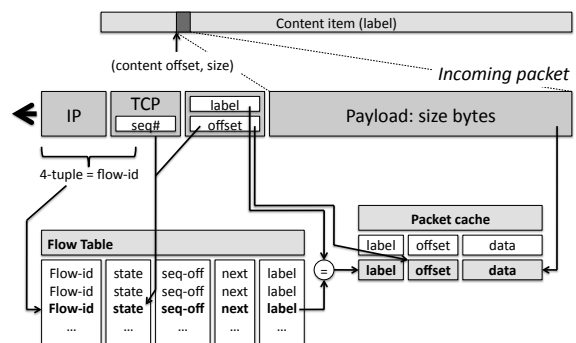 Content item (label)
(content offset, size)
Incoming packet
IP
TCP
seq#
label
offset
Payload: size bytes
4-tuple = flow-id
Packet cache
label offset data
label offset data
=
Flow Table
Flow-id state seq-off next label
Flow-id state seq-off next label
Flow-id state seq-off next label
… … … … …